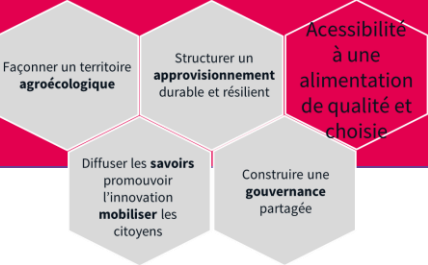 Façonner un territoire
agroécologique
Structurer un
approvisionnement
durable et résilient
Acessibilité
à une
alimentation
de qualité et
choisie
Diffuser les savoirs
promouvoir
l'innovation
mobiliser les
citoyens
Construire une
gouvernance
partagée